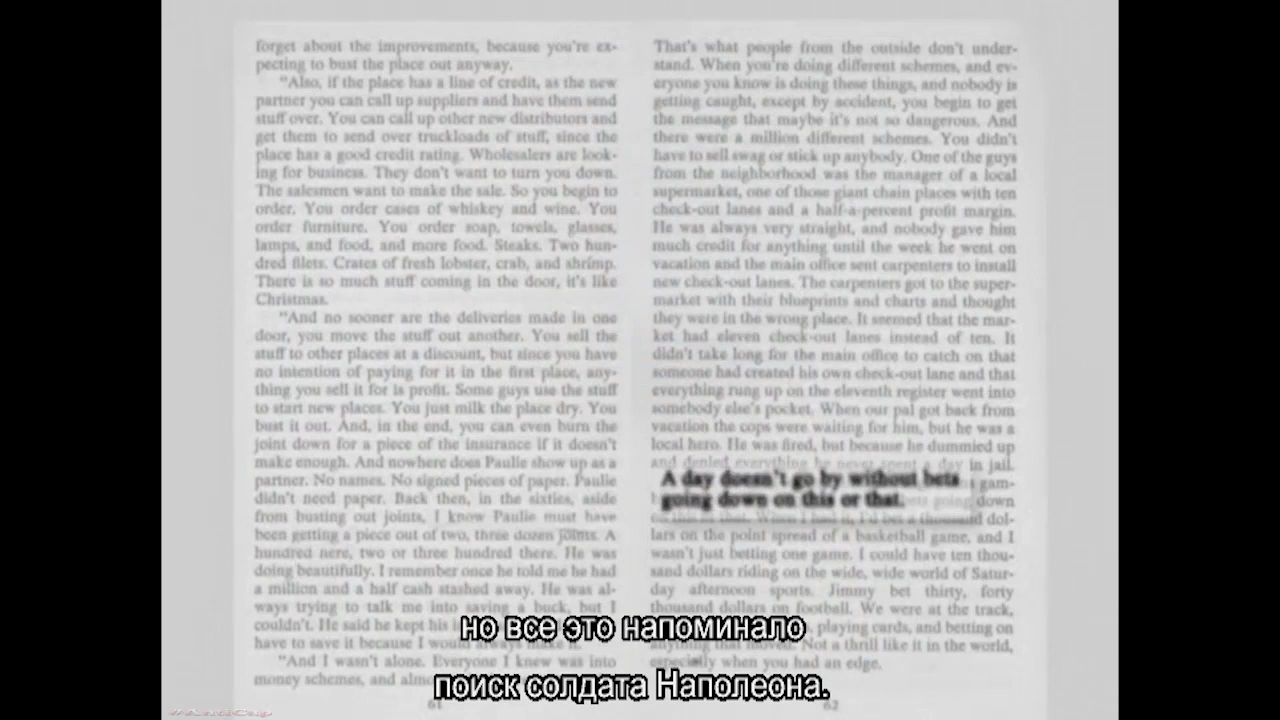 forget about the improvements, because you're ex-
pecting to bust the place out anyway.
"Also, if the place has a line of credit, as the new
partner you can call up suppliers and have them send
stuff over. You can call up other new distributors and
get them to send over truckloads of stuff, since the
place has a good credit rating. Wholesalers are look-
ing for business. They don't want to turn you down.
The salesmen want to make the sale. So you begin to
order. You order cases of whiskey and wine. You
order furniture. You order soap, towels, glasses,
lamps, and food, and more food. Steaks. Two hun-
dred filets. Crates of fresh lobster, crab, and shrimp.
There is so much stuff coming in the door, it's like
Christmas.
"And no sooner are the deliveries made in one
door, you move the stuff out another. You sell the
stuff to other places at a discount, but since you have
no intention of paying for it in the first place, any-
thing you sell it for is profit. Some guys use the stuff
to start new places. You just milk the place dry. You
bust it out. And, in the end, you can even burn the
joint down for a piece of the insurance if it doesn't
make enough. And nowhere does Paulie show up as a
partner. No names. No signed pieces of paper. Paulie
didn't need paper. Back then, in the sixties, aside
from busting out joints, I know Paulie must have
been getting a piece out of two, three dozen joints. A
hundred here, two or three hundred there. He was
doing beautifully. I remember once he told me he had
a million and a half cash stashed away. He was al-
ways trying to talk me into saving a buck, but I
couldn't. He said he kept his
have to save it because I would always make it.
"And I wasn't alone. Everyone I knew was into
money schemes, and almo
61
That's what people from the outside don't under-
stand. When you're doing different schemes, and ev-
eryone you know is doing these things, and nobody is
getting caught, except by accident, you begin to get
the message that maybe it's not so dangerous. And
there were a million different schemes. You didn't
have to sell swag or stick up anybody. One of the guys
from the neighborhood was the manager of a local
supermarket, one of those giant chain places with ten
check-out lanes and a half-a-percent profit margin.
He was always very straight, and nobody gave him
much credit for anything until the week he went on
vacation and the main office sent carpenters to install
new check-out lanes. The carpenters got to the super-
market with their blueprints and charts and thought
they were in the wrong place. It seemed that the mar-
ket had eleven check-out lanes instead of ten. It
didn't take long for the main office to catch on that
someone had created his own check-out lane and that
everything rung up on the eleventh register went into
somebody else's pocket. When our pal got back from
vacation the cops were waiting for him, but he was a
local hero. He was fired, but because he dummied up
and denied everything he never spent a day in jail.
A day doesn't go by without bets
gam-
going down on this or that.
bets going down
on this or that. When I had it, I'd bet a thousand dol-
lars on the point spread of a basketball game, and I
wasn't just betting one game. I could have ten thou-
sand dollars riding on the wide, wide world of Satur-
day afternoon sports. Jimmy bet thirty, forty
thousand dollars on football. We were at the track,
playing cards, and betting on
anything that moved. Not a thrill like it in the world,
especially when you had an edge.
62
но все это напоминало
поиск солдата Наполеона.